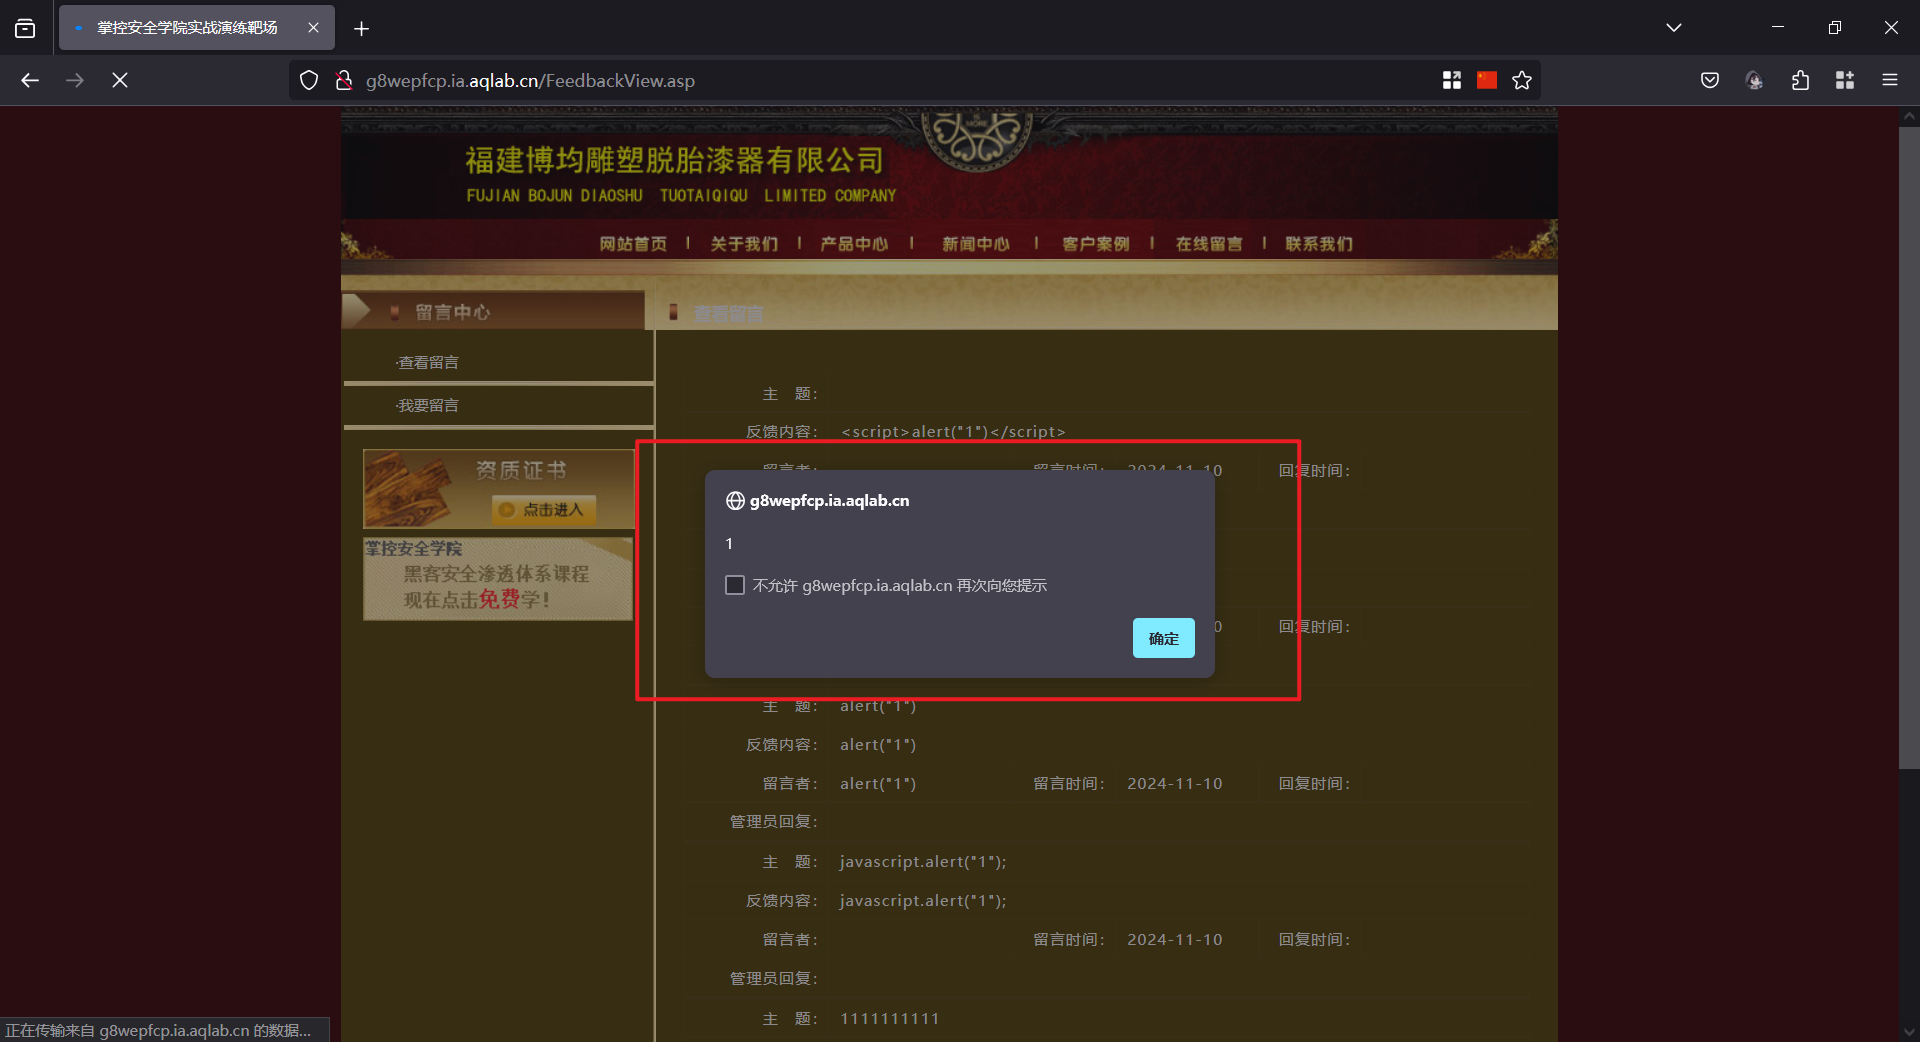 掌控安全学院实战演练靶场
g8wepfcp.ia.aqlab.cn/FeedbackView.asp
福建博均雕塑脱胎漆器有限公司
FUJIAN BOJUN DIAOSHU TUOTAIQIQU LIMITED COMPANY
网站首页 | 关于我们 | 产品中心 | 新闻中心 | 客户案例 | 在线留言 | 联系我们
留言中心
查看留言
·查看留言
·我要留言
资质证书
点击进入
掌控安全学院
黑客安全渗透体系课程
现在点击免费学！
主 题：
反馈内容： <script>alert("1")</script>
留言者： 留言时间： 2024-11-10 回复时间：
g8wepfcp.ia.aqlab.cn
1
不允许 g8wepfcp.ia.aqlab.cn 再次向您提示
确定
0 回复时间：
主 题： alert("1")
反馈内容： alert("1")
留言者： alert("1") 留言时间： 2024-11-10 回复时间：
管理员回复：
主 题： javascript.alert("1");
反馈内容： javascript.alert("1");
留言者： 留言时间： 2024-11-10 回复时间：
管理员回复：
主 题： 1111111111
正在传输来自 g8wepfcp.ia.aqlab.cn 的数据...